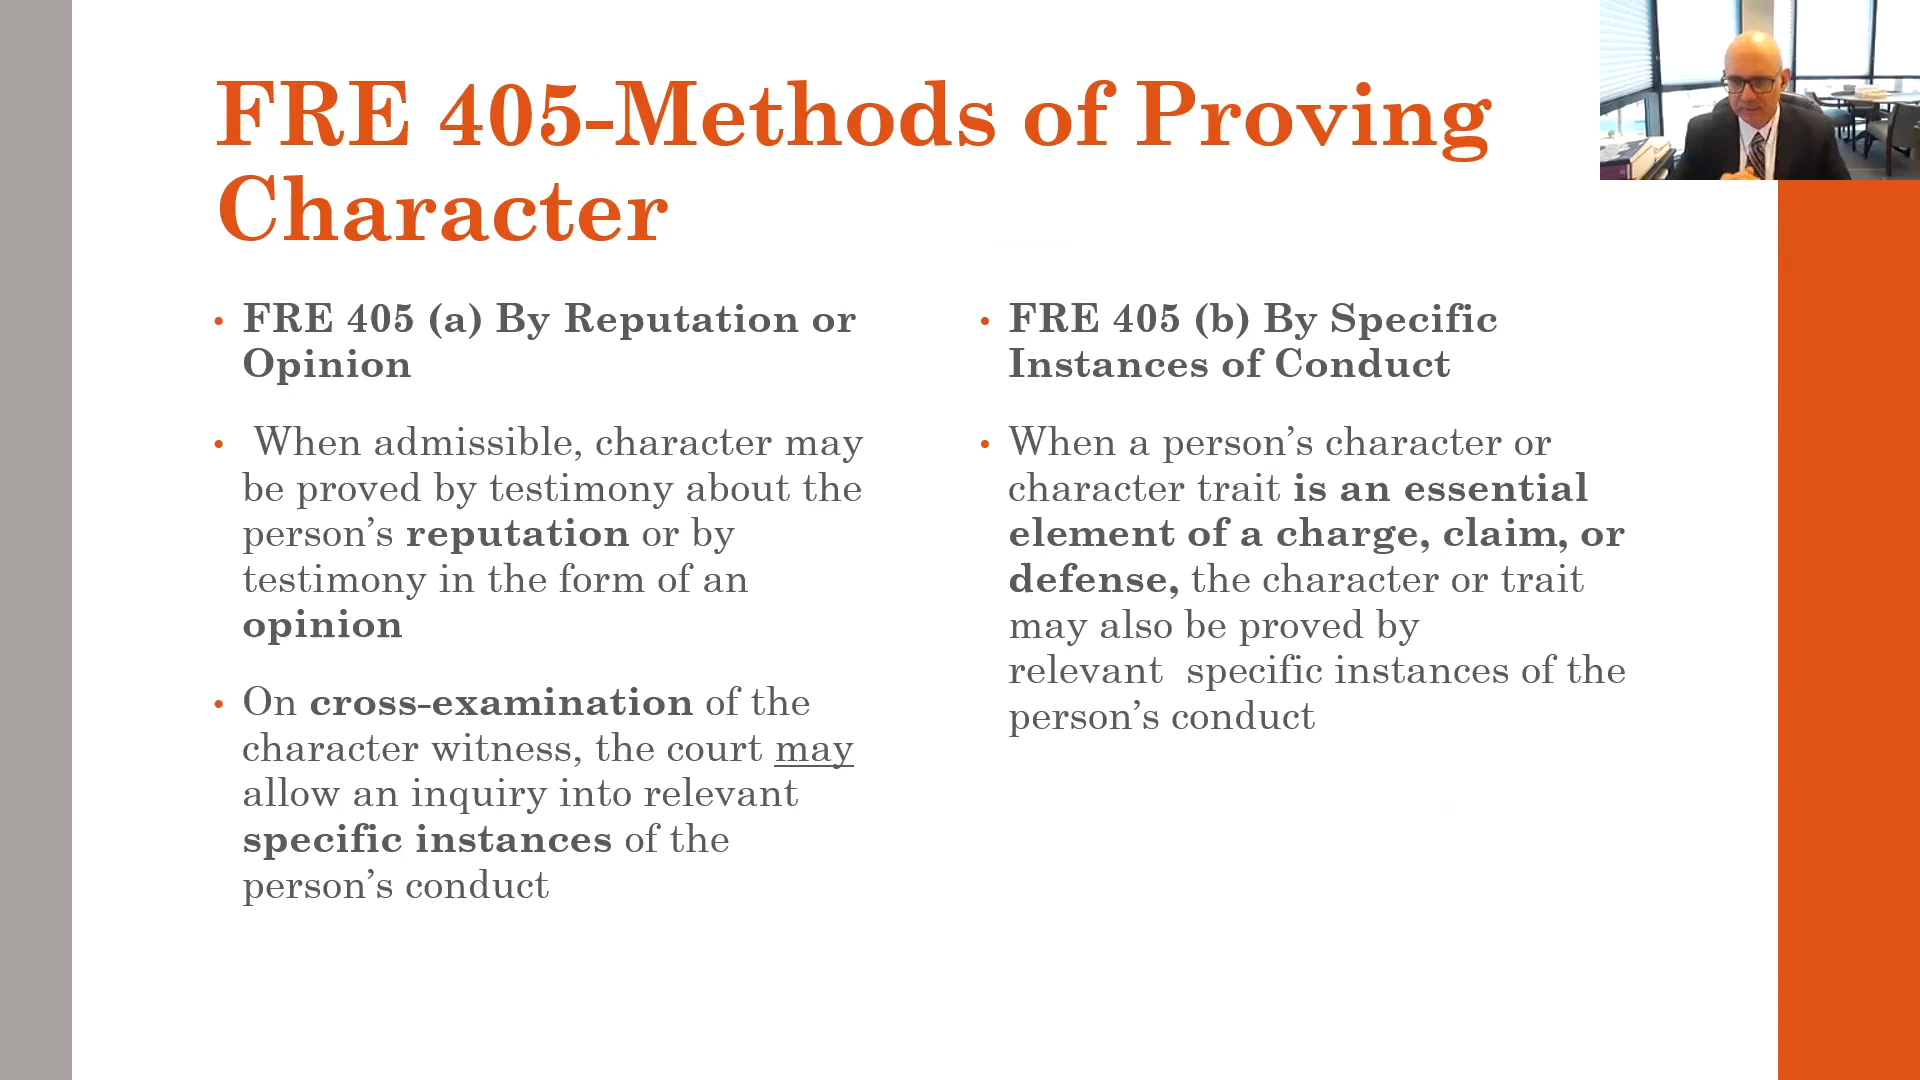 FRE 405-Methods of Proving
Character
• FRE 405 (a) By Reputation or
Opinion
• When admissible, character may
be proved by testimony about the
person’s reputation or by
testimony in the form of an
opinion
• On cross-examination of the
character witness, the court may
allow an inquiry into relevant
specific instances of the
person’s conduct
• FRE 405 (b) By Specific
Instances of Conduct
• When a person’s character or
character trait is an essential
element of a charge, claim, or
defense, the character or trait
may also be proved by
relevant  specific instances of the
person’s conduct